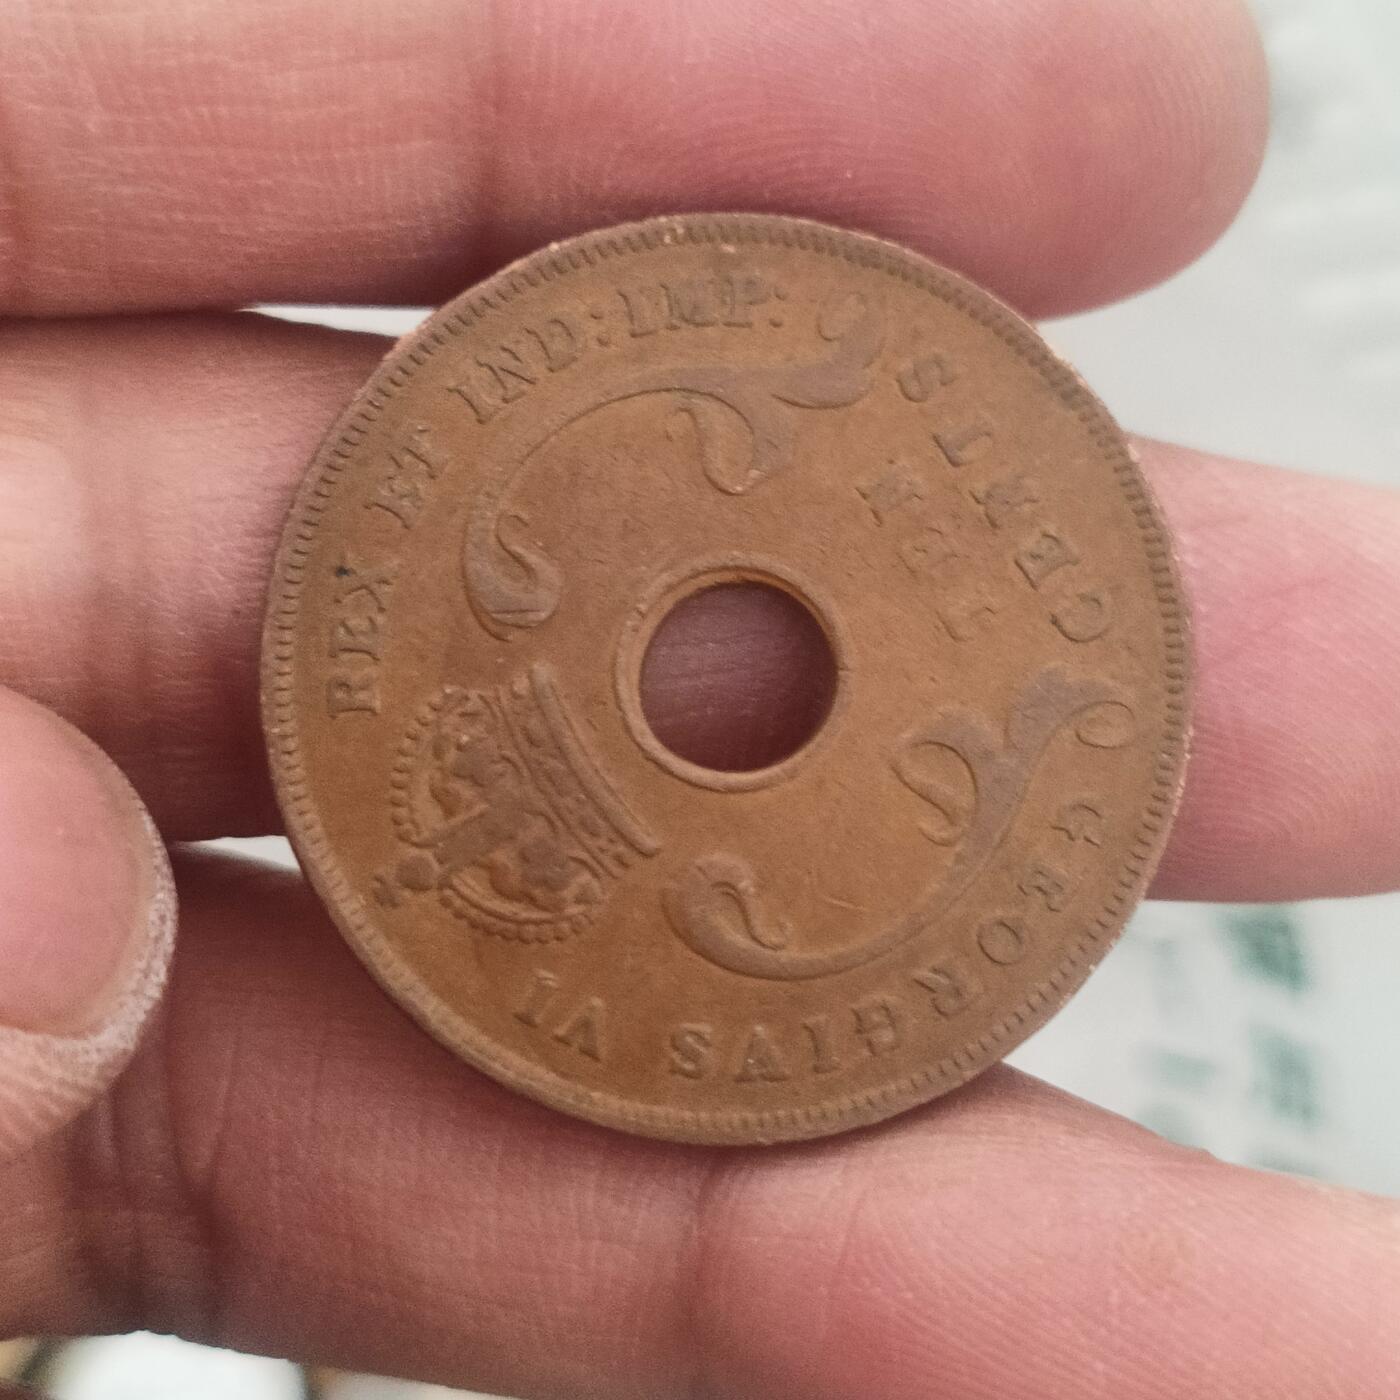 GEORGIVS VI
REX ET IND:IMP:
TEN
CENTS